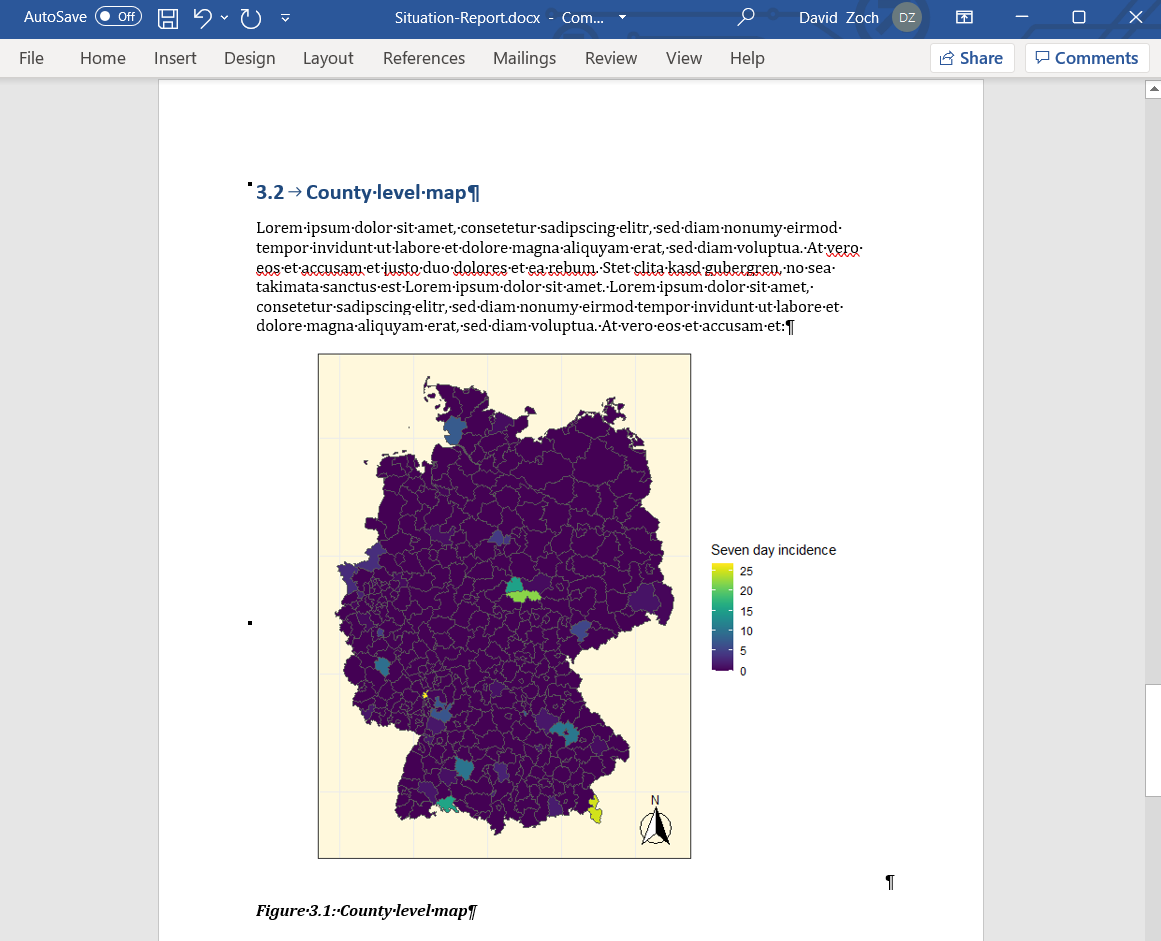 AutoSave Off Situation-Report.docx - Com... David Zoch DZ
File Home Insert Design Layout References Mailings Review View Help Share Comments
3.2→County·level·map¶
Lorem·ipsum·dolor·sit·amet,·consetetur·sadipscing·elitr,·sed·diam·nonumy·eirmod·
tempor·invidunt·ut·labore·et·dolore·magna·aliquyam·erat,·sed·diam·voluptua.·At·vero·
eos·et·accusam·et·justo·duo·dolores·et·ea·rebum.·Stet·clita·kasd·gubergren,·no·sea·
takimata·sanctus·est·Lorem·ipsum·dolor·sit·amet.·Lorem·ipsum·dolor·sit·amet,·
consetetur·sadipscing·elitr,·sed·diam·nonumy·eirmod·tempor·invidunt·ut·labore·et·
dolore·magna·aliquyam·erat,·sed·diam·voluptua.·At·vero·eos·et·accusam·et:¶
Seven day incidence
25
20
15
10
5
0
N
¶
Figure·3.1:·County·level·map¶